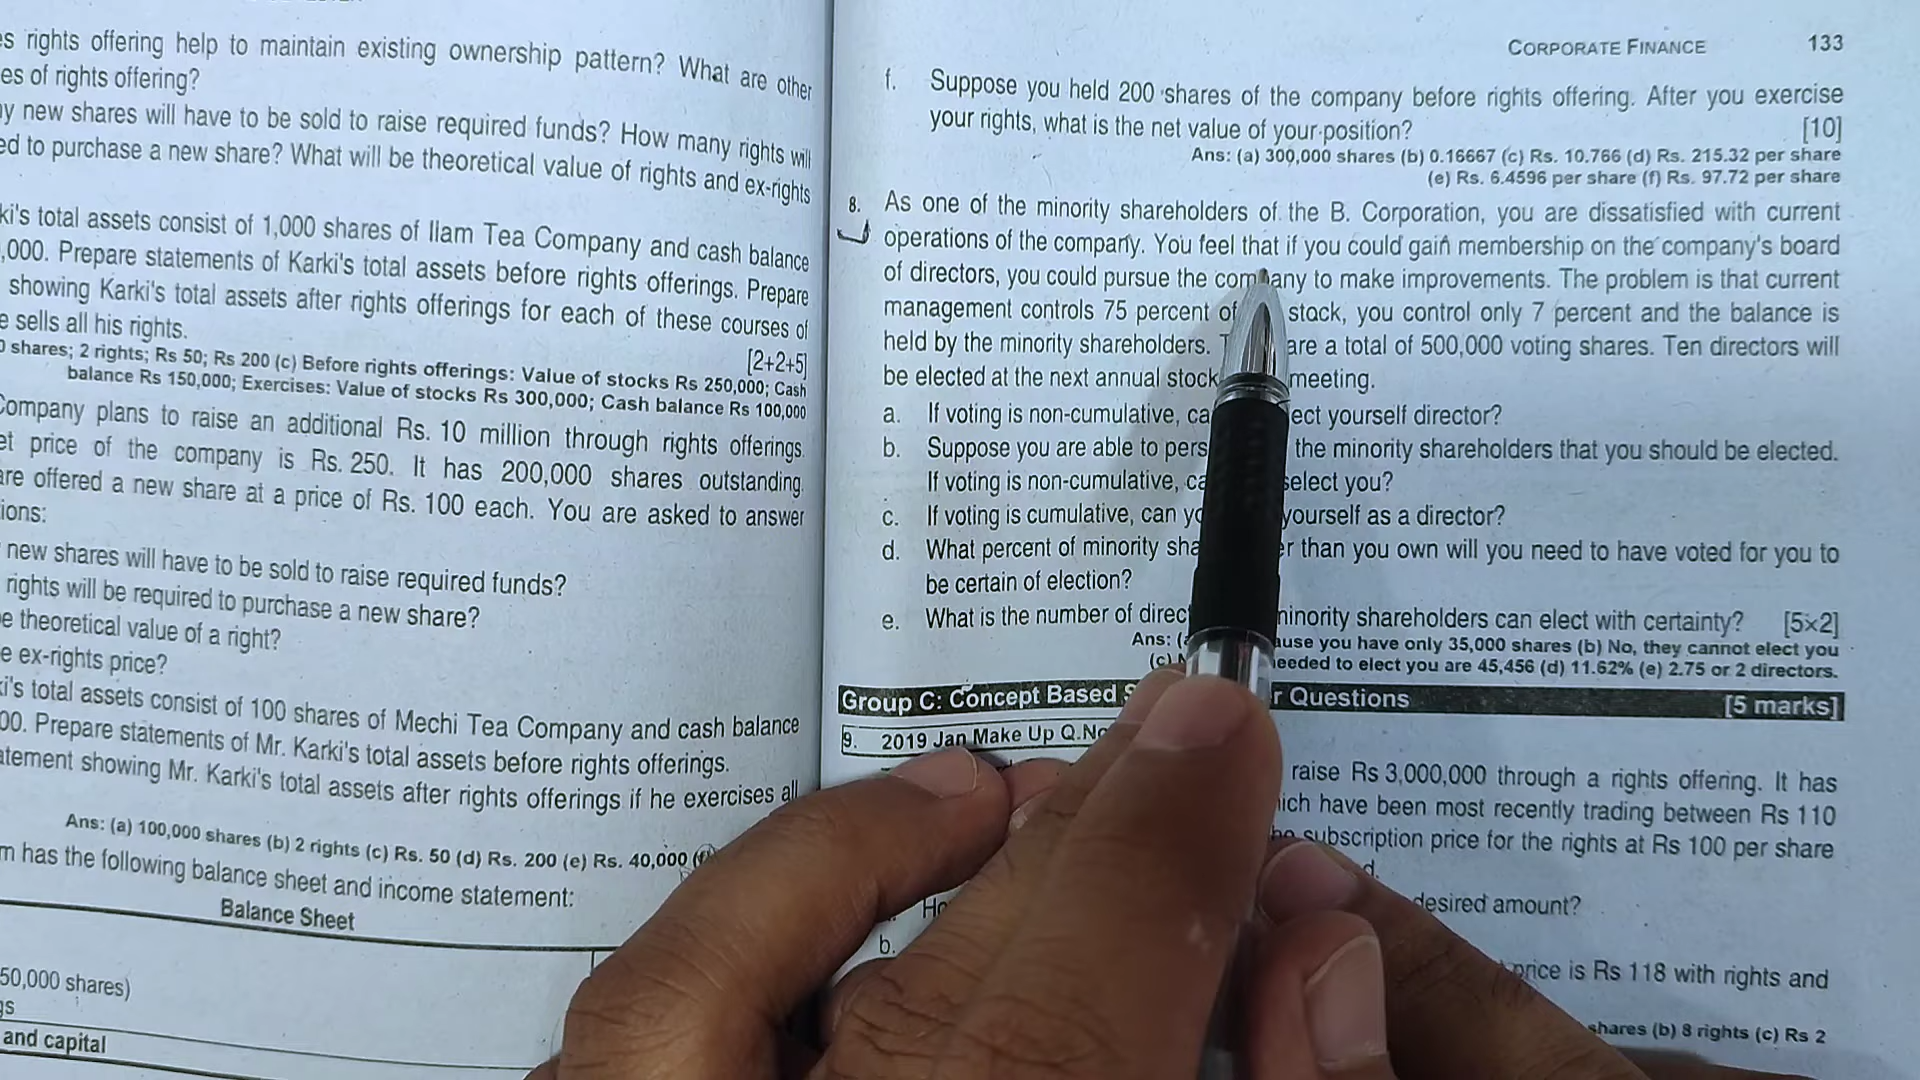 es rights offering help to maintain existing ownership pattern? What are other
es of rights offering?
y new shares will have to be sold to raise required funds? How many rights will
ed to purchase a new share? What will be theoretical value of rights and ex-rights
ki's total assets consist of 1,000 shares of Ilam Tea Company and cash balance
,000. Prepare statements of Karki's total assets before rights offerings. Prepare
showing Karki's total assets after rights offerings for each of these courses of
e sells all his rights.
[2+2+5]
0 shares; 2 rights; Rs 50; Rs 200 (c) Before rights offerings: Value of stocks Rs 250,000; Cash
balance Rs 150,000; Exercises: Value of stocks Rs 300,000; Cash balance Rs 100,000
Company plans to raise an additional Rs. 10 million through rights offerings.
et price of the company is Rs. 250. It has 200,000 shares outstanding.
are offered a new share at a price of Rs. 100 each. You are asked to answer
ions:
new shares will have to be sold to raise required funds?
rights will be required to purchase a new share?
e theoretical value of a right?
e ex-rights price?
ki's total assets consist of 100 shares of Mechi Tea Company and cash balance
00. Prepare statements of Mr. Karki's total assets before rights offerings.
atement showing Mr. Karki's total assets after rights offerings if he exercises all
Ans: (a) 100,000 shares (b) 2 rights (c) Rs. 50 (d) Rs. 200 (e) Rs. 40,000
m has the following balance sheet and income statement:
Balance Sheet
50,000 shares)
gs
and capital
CORPORATE FINANCE 133
f. Suppose you held 200 shares of the company before rights offering. After you exercise
your rights, what is the net value of your position? [10]
Ans: (a) 300,000 shares (b) 0.16667 (c) Rs. 10.766 (d) Rs. 215.32 per share
(e) Rs. 6.4596 per share (f) Rs. 97.72 per share
8. As one of the minority shareholders of the B. Corporation, you are dissatisfied with current
operations of the company. You feel that if you could gain membership on the company's board
of directors, you could pursue the company to make improvements. The problem is that current
management controls 75 percent of stock, you control only 7 percent and the balance is
held by the minority shareholders. are a total of 500,000 voting shares. Ten directors will
be elected at the next annual stock meeting.
a. If voting is non-cumulative, ca ect yourself director?
b. Suppose you are able to pers the minority shareholders that you should be elected.
If voting is non-cumulative, ca select you?
c. If voting is cumulative, can yo yourself as a director?
d. What percent of minority sha er than you own will you need to have voted for you to
be certain of election?
e. What is the number of direc minority shareholders can elect with certainty? [5×2]
Ans: (a ause you have only 35,000 shares (b) No, they cannot elect you
(c) N eeded to elect you are 45,456 (d) 11.62% (e) 2.75 or 2 directors.
Group C: Concept Based S r Questions [5 marks]
9. 2019 Jan Make Up Q.No
raise Rs 3,000,000 through a rights offering. It has
ich have been most recently trading between Rs 110
subscription price for the rights at Rs 100 per share
d.
Ho desired amount?
b.
price is Rs 118 with rights and
shares (b) 8 rights (c) Rs 2